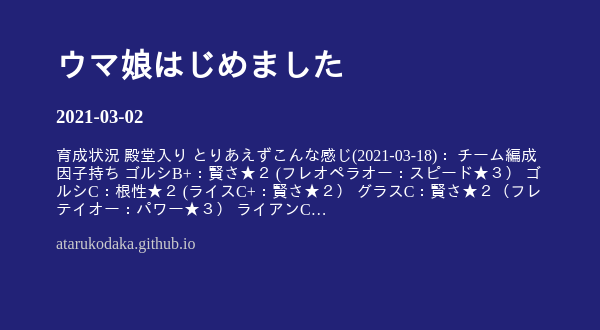 ウマ娘はじめました
2021-03-02
育成状況 殿堂入り とりあえずこんな感じ(2021-03-18)： チーム編成
因子持ち ゴルシB+：賢さ★２ (フレオペラオー：スピード★３） ゴ
ルシC：根性★２ (ライスC+：賢さ★２） グラスC：賢さ★２（フレ
テイオー：パワー★３） ライアンC…
atarukodaka.github.io